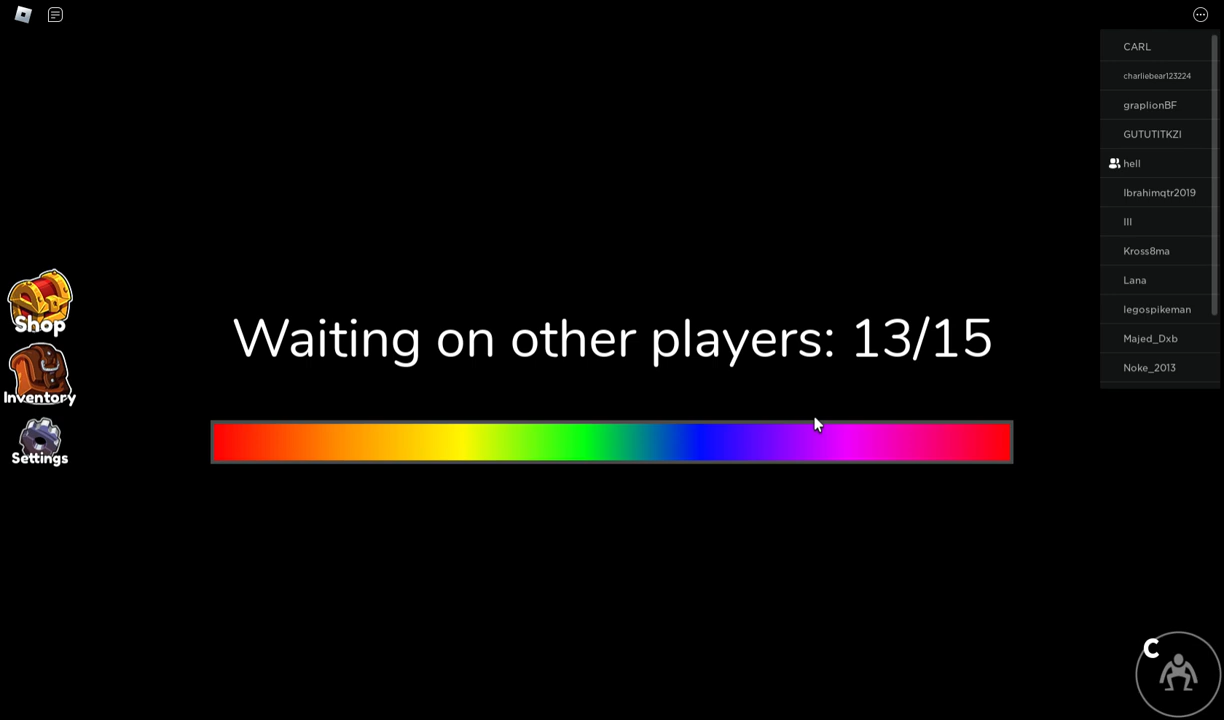 CARL
charliebear123224
graplionBF
GUTUTITKZI
hell
Ibrahimqtr2019
III
Kross8ma
Lana
legospikeman
Majed_Dxb
Noke_2013
Shop
Inventory
Settings
Waiting on other players: 13/15
C